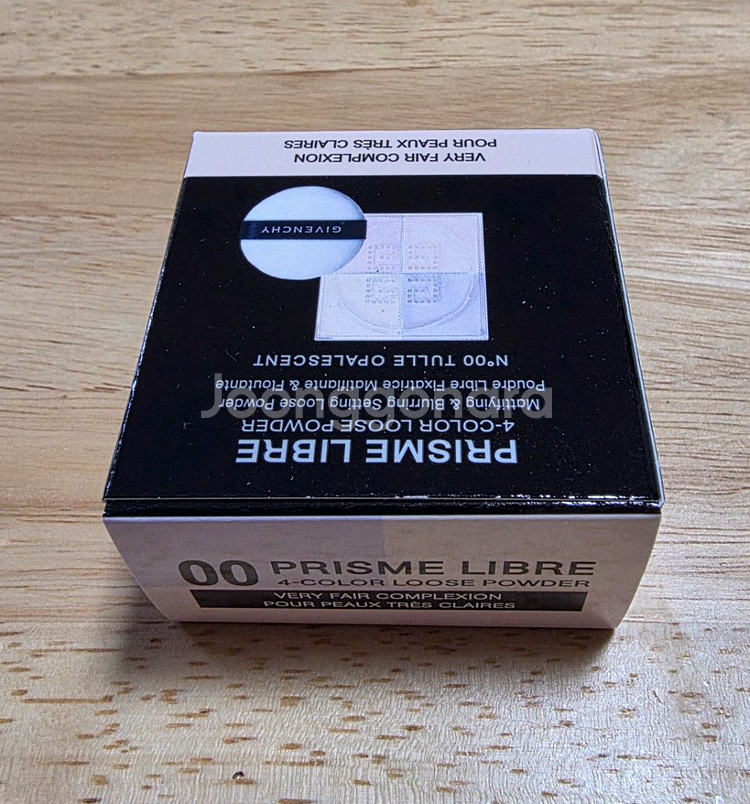 VERY FAIR COMPLEXION
POUR PEAUX TRÈS CLAIRES
GIVENCHY
N°00 TULLE OPALESCENT
Poudre Libre Fixatrice Matifiante & Floutante
Mattifying & Blurring Setting Loose Powder
4-COLOR LOOSE POWDER
PRISME LIBRE
Joonggonara
00 PRISME LIBRE
4-COLOR LOOSE POWDER
VERY FAIR COMPLEXION
POUR PEAUX TRÈS CLAIRES